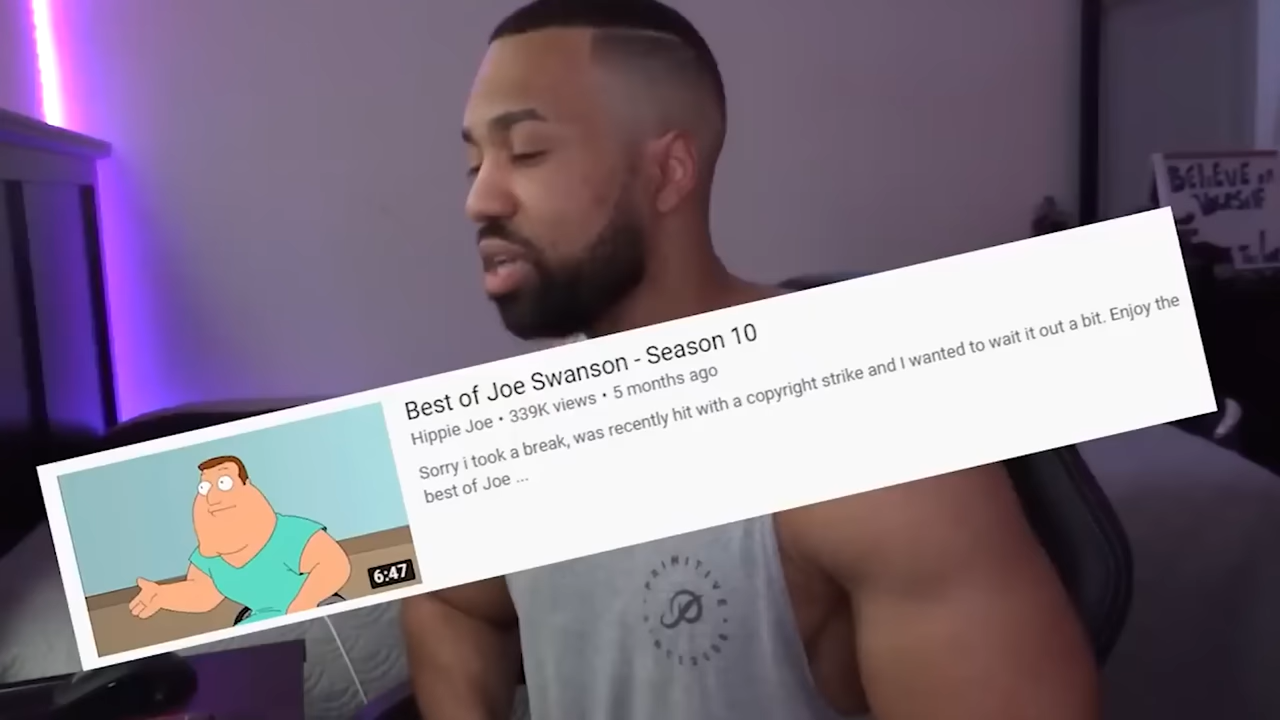 BELIEVE
YOURSELF
Best of Joe Swanson - Season 10
Hippie Joe • 339K views • 5 months ago
Sorry i took a break, was recently hit with a copyright strike and I wanted to wait it out a bit. Enjoy the
best of Joe ...
6:47
PRIMITIVE